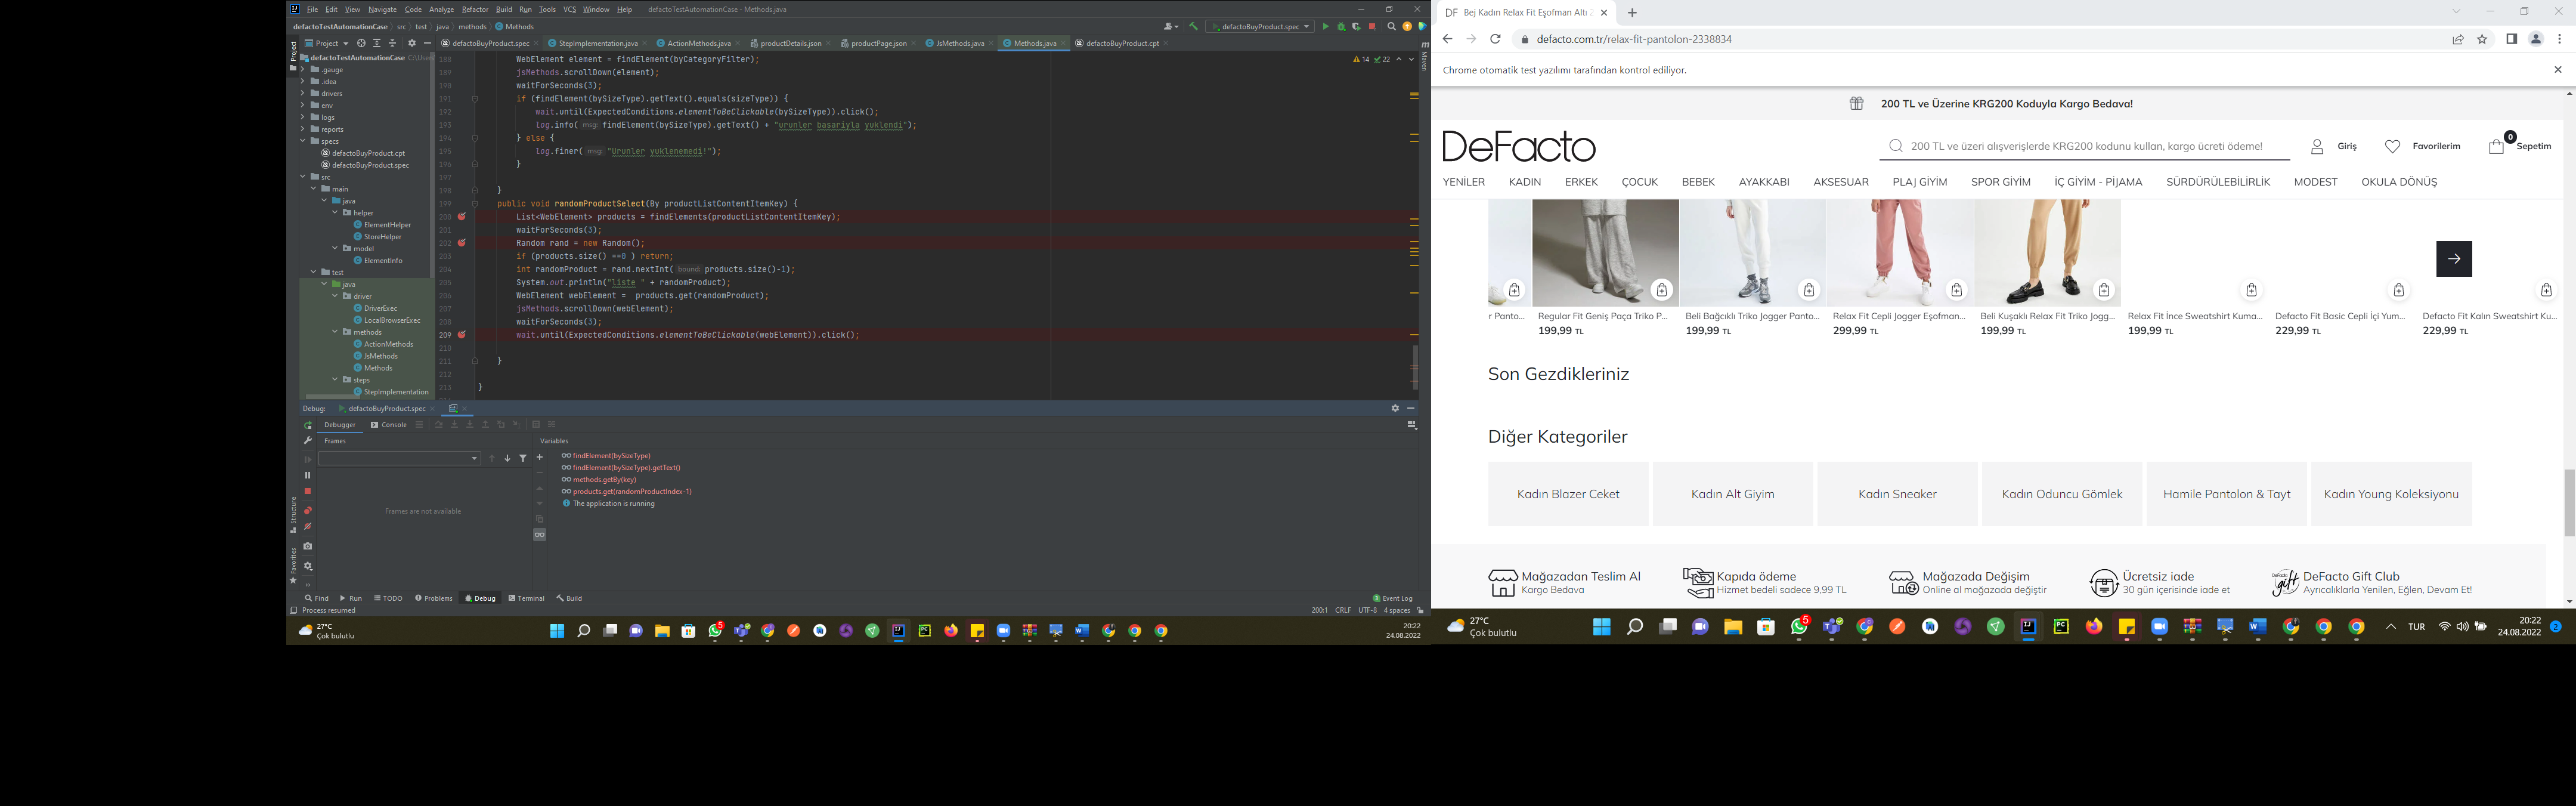 File Edit View Navigate Code Analyze Refactor Build Run Tools VCS Window Help defactoTestAutomationCase - Methods.java
defactoTestAutomationCase src test java methods Methods
defactoBuyProduct.spec
Project
defactoBuyProduct.spec StepImplementation.java ActionMethods.java productDetails.json productPage.json JsMethods.java Methods.java defactoBuyProduct.cpt
defactoTestAutomationCase C:\Users
.gauge
.idea
drivers
env
logs
reports
specs
defactoBuyProduct.cpt
defactoBuyProduct.spec
src
main
java
helper
ElementHelper
StoreHelper
model
ElementInfo
test
java
driver
DriverExec
LocalBrowserExec
methods
ActionMethods
JsMethods
Methods
steps
StepImplementation
Project
Structure
Favorites
Maven
14 22
188 WebElement element = findElement(byCategoryFilter);
189 jsMethods.scrollDown(element);
190 waitForSeconds(3);
191 if (findElement(bySizeType).getText().equals(sizeType)) {
192 wait.until(ExpectedConditions.elementToBeClickable(bySizeType)).click();
193 log.info( msg: findElement(bySizeType).getText() + "urunler basariyla yuklendi");
194 } else {
195 log.finer( msg: "Urunler yuklenemedi!");
196 }
197
198 }
199 public void randomProductSelect(By productListContentItemKey) {
200 List<WebElement> products = findElements(productListContentItemKey);
201 waitForSeconds(3);
202 Random rand = new Random();
203 if (products.size() ==0 ) return;
204 int randomProduct = rand.nextInt( bound: products.size()-1);
205 System.out.println("liste " + randomProduct);
206 WebElement webElement = products.get(randomProduct);
207 jsMethods.scrollDown(webElement);
208 waitForSeconds(3);
209 wait.until(ExpectedConditions.elementToBeClickable(webElement)).click();
210
211 }
212
213 }
Debug: defactoBuyProduct.spec
Debugger Console
Frames Variables
Frames are not available
findElement(bySizeType)
findElement(bySizeType).getText()
methods.getBy(key)
products.get(randomProductIndex-1)
The application is running
Find Run TODO Problems Debug Terminal Build Event Log
Process resumed 200:1 CRLF UTF-8 4 spaces
27°C
Çok bulutlu
5
20:22
24.08.2022
DF Bej Kadın Relax Fit Eşofman Altı
defacto.com.tr/relax-fit-pantolon-2338834
Chrome otomatik test yazılımı tarafından kontrol ediliyor.
200 TL ve Üzerine KRG200 Koduyla Kargo Bedava!
DeFacto
200 TL ve üzeri alışverişlerde KRG200 kodunu kullan, kargo ücreti ödeme!
Giriş Favorilerim 0 Sepetim
YENİLER KADIN ERKEK ÇOCUK BEBEK AYAKKABI AKSESUAR PLAJ GİYİM SPOR GİYİM İÇ GİYİM - PİJAMA SÜRDÜRÜLEBİLİRLİK MODEST OKULA DÖNÜŞ
r Panto... Regular Fit Geniş Paça Triko P... Beli Bağcıklı Triko Jogger Panto... Relax Fit Cepli Jogger Eşofman... Beli Kuşaklı Relax Fit Triko Jogg... Relax Fit İnce Sweatshirt Kuma... Defacto Fit Basic Cepli İçi Yum... Defacto Fit Kalın Sweatshirt Ku...
199,99 TL 199,99 TL 299,99 TL 199,99 TL 199,99 TL 229,99 TL 229,99 TL
Son Gezdikleriniz
Diğer Kategoriler
Kadın Blazer Ceket Kadın Alt Giyim Kadın Sneaker Kadın Oduncu Gömlek Hamile Pantolon & Tayt Kadın Young Koleksiyonu
Mağazadan Teslim Al
Kargo Bedava
Kapıda ödeme
Hizmet bedeli sadece 9,99 TL
Mağazada Değişim
Online al mağazada değiştir
Ücretsiz iade
30 gün içerisinde iade et
DeFacto gift
DeFacto Gift Club
Ayrıcalıklarla Yenilen, Eğlen, Devam Et!
27°C
Çok bulutlu
5
TUR
20:22
24.08.2022
2